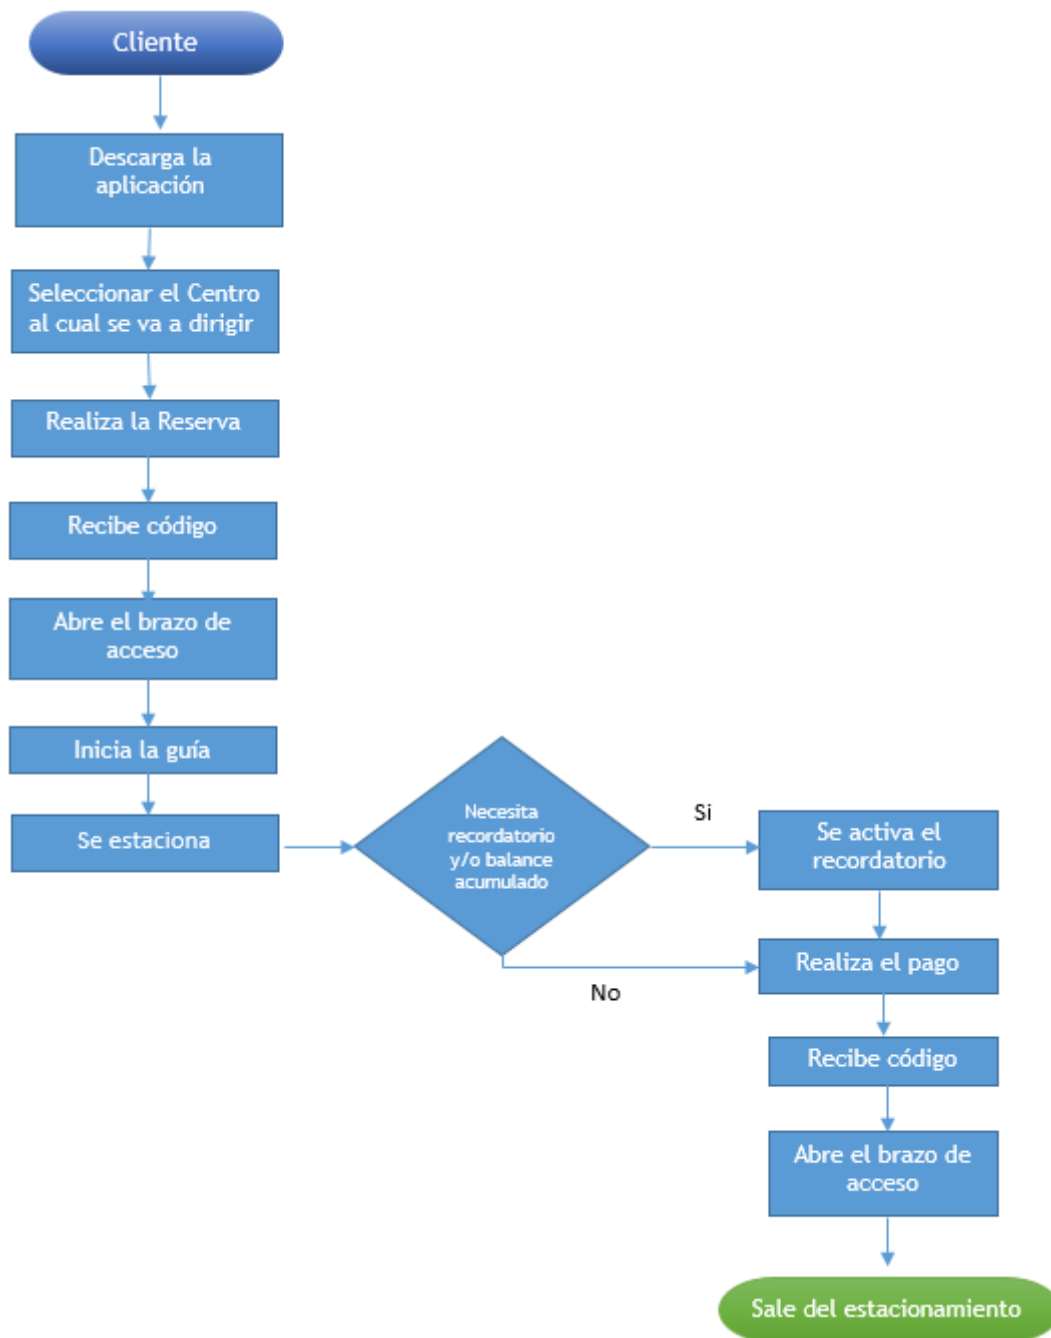 Cliente
Descarga la
aplicación
Seleccionar el Centro
al cual se va a dirigir
Realiza la Reserva
Recibe código
Abre el brazo de
acceso
Inicia la guía
Se estaciona
Necesita
recordatorio
y/o balance
acumulado
Si
No
Se activa el
recordatorio
Realiza el pago
Recibe código
Abre el brazo de
acceso
Sale del estacionamiento